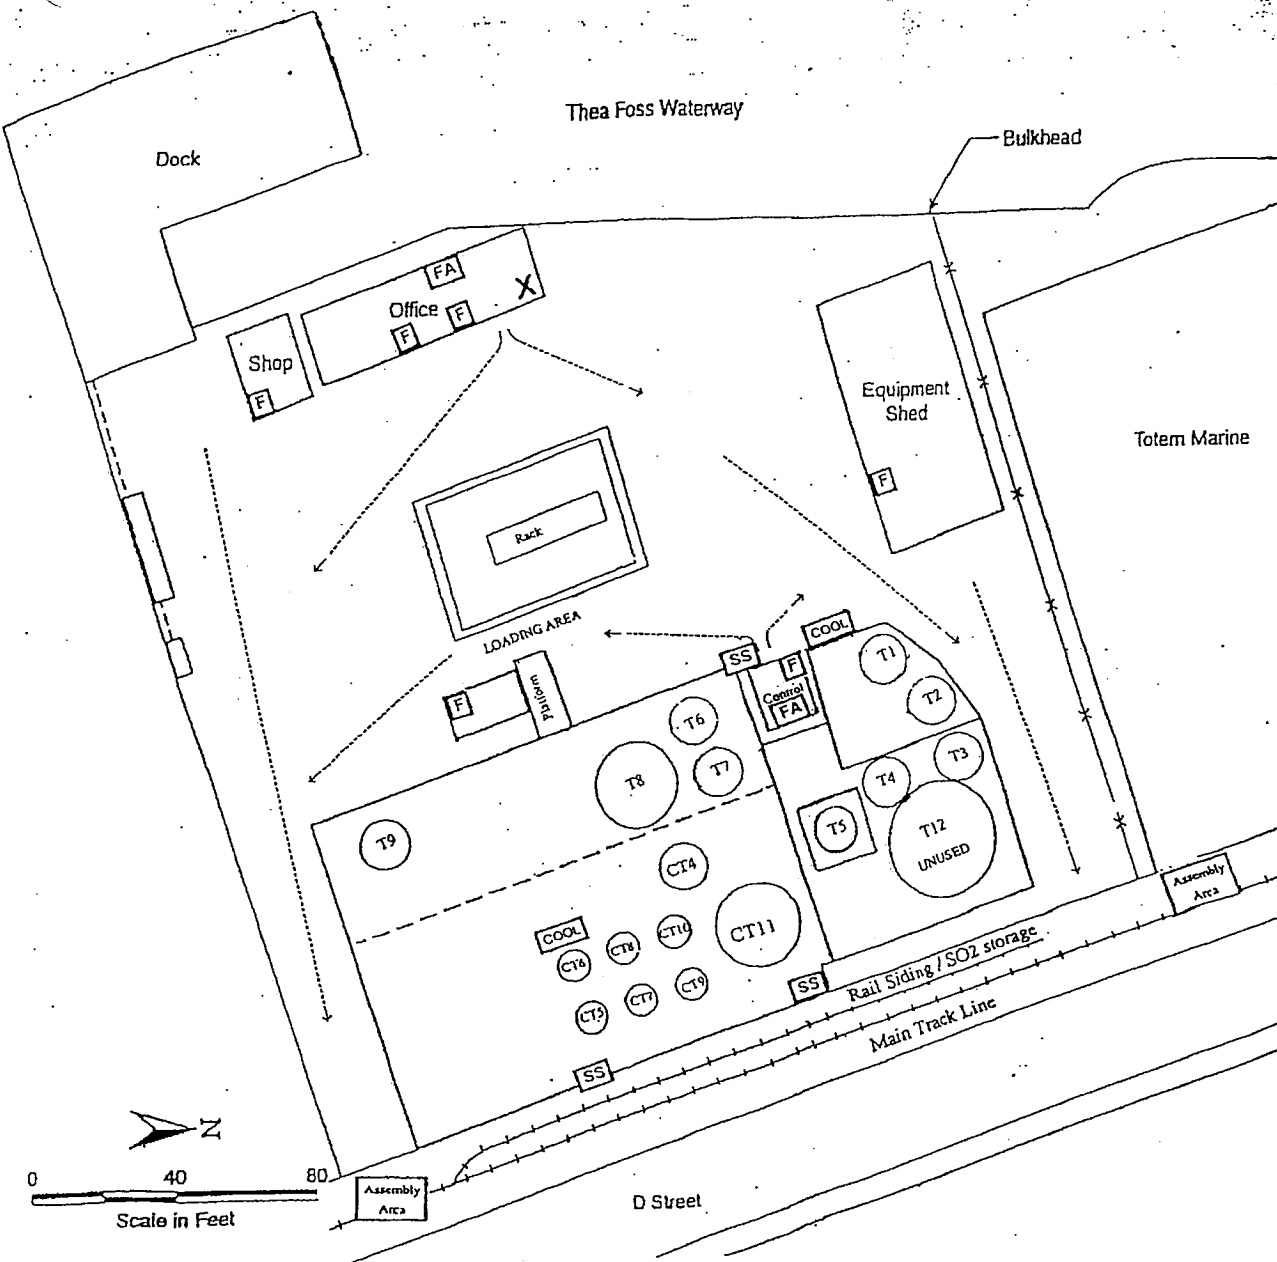 Thea Foss Waterway
Bulkhead
Dock
FA
Office
F
F
X
Shop
F
Equipment
Shed
F
Totem Marine
Rack
LOADING AREA
COOL
SS
F
Control
FA
T1
T2
Platform
F
T6
T7
T8
T3
T4
T5
T12
UNUSED
T9
CT4
CT11
COOL
CT10
CT8
CT6
CT9
CT7
CT5
SS
SS
Assembly
Area
Rail Siding / SO2 storage
Main Track Line
N
0 40 80
Scale in Feet
Assembly
Area
D Street